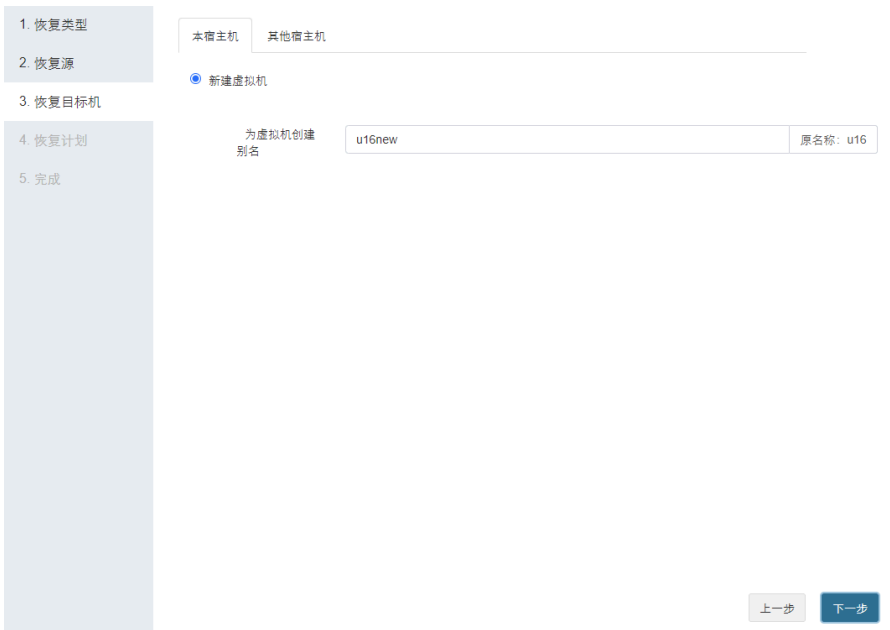 1. 恢复类型
2. 恢复源
3. 恢复目标机
4. 恢复计划
5. 完成
本宿主机 其他宿主机
新建虚拟机
为虚拟机创建
别名
u16new
原名称：u16
上一步 下一步